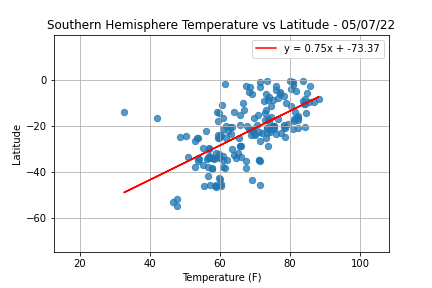 Southern Hemisphere Temperature vs Latitude - 05/07/22
y = 0.75x + -73.37
0
−20
−40
−60
Latitude
20 40 60 80 100
Temperature (F)